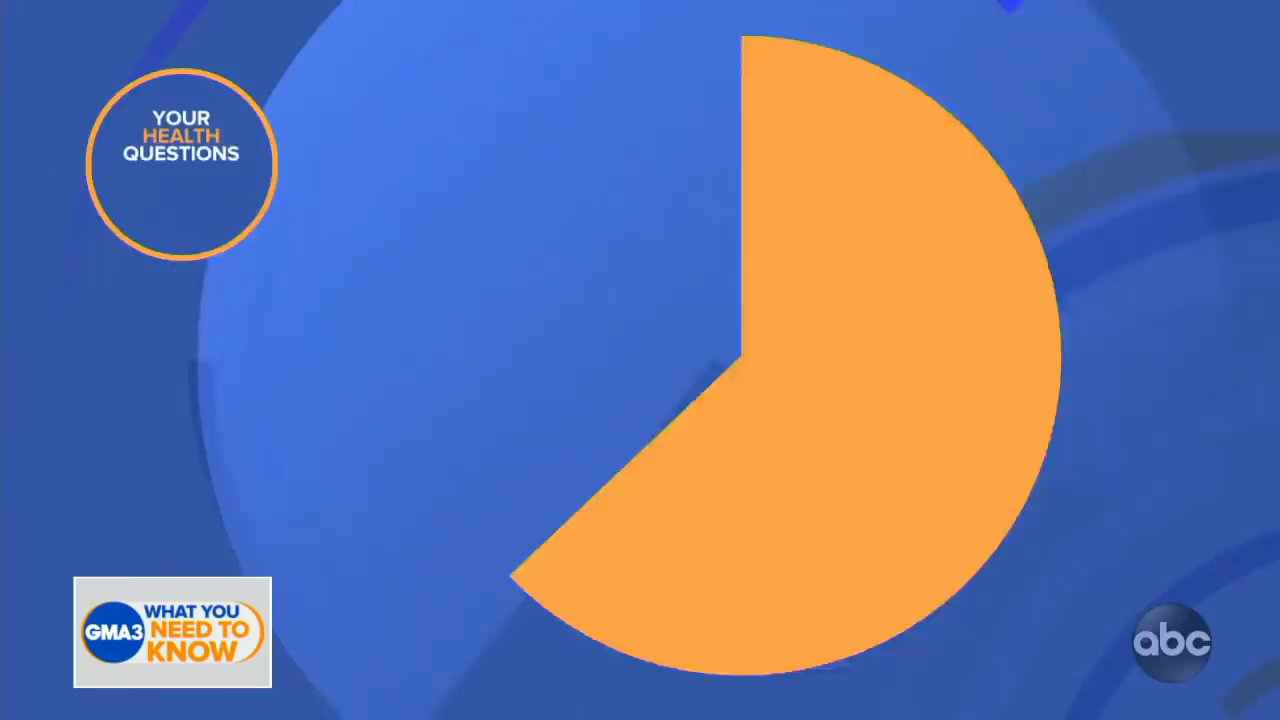 YOUR
HEALTH
QUESTIONS
GMA3
WHAT YOU
NEED TO
KNOW
abc